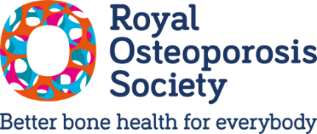 Royal
Osteoporosis
Society
Better bone health for everybody